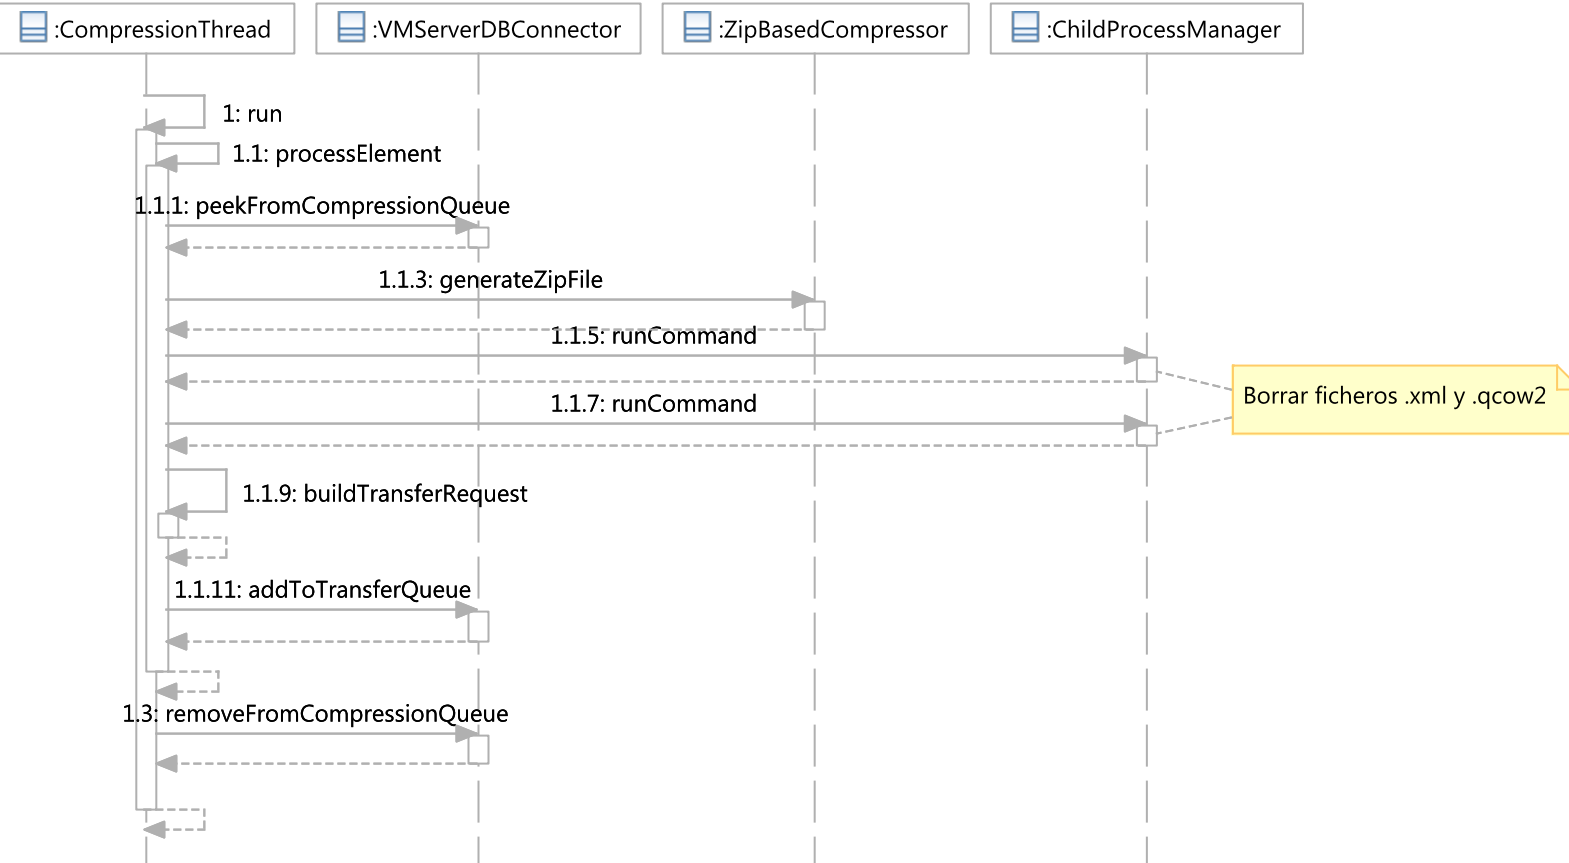 :CompressionThread
:VMServerDBConnector
:ZipBasedCompressor
:ChildProcessManager
1: run
1.1: processElement
1.1.1: peekFromCompressionQueue
1.1.3: generateZipFile
1.1.5: runCommand
Borrar ficheros .xml y .qcow2
1.1.7: runCommand
1.1.9: buildTransferRequest
1.1.11: addToTransferQueue
1.3: removeFromCompressionQueue